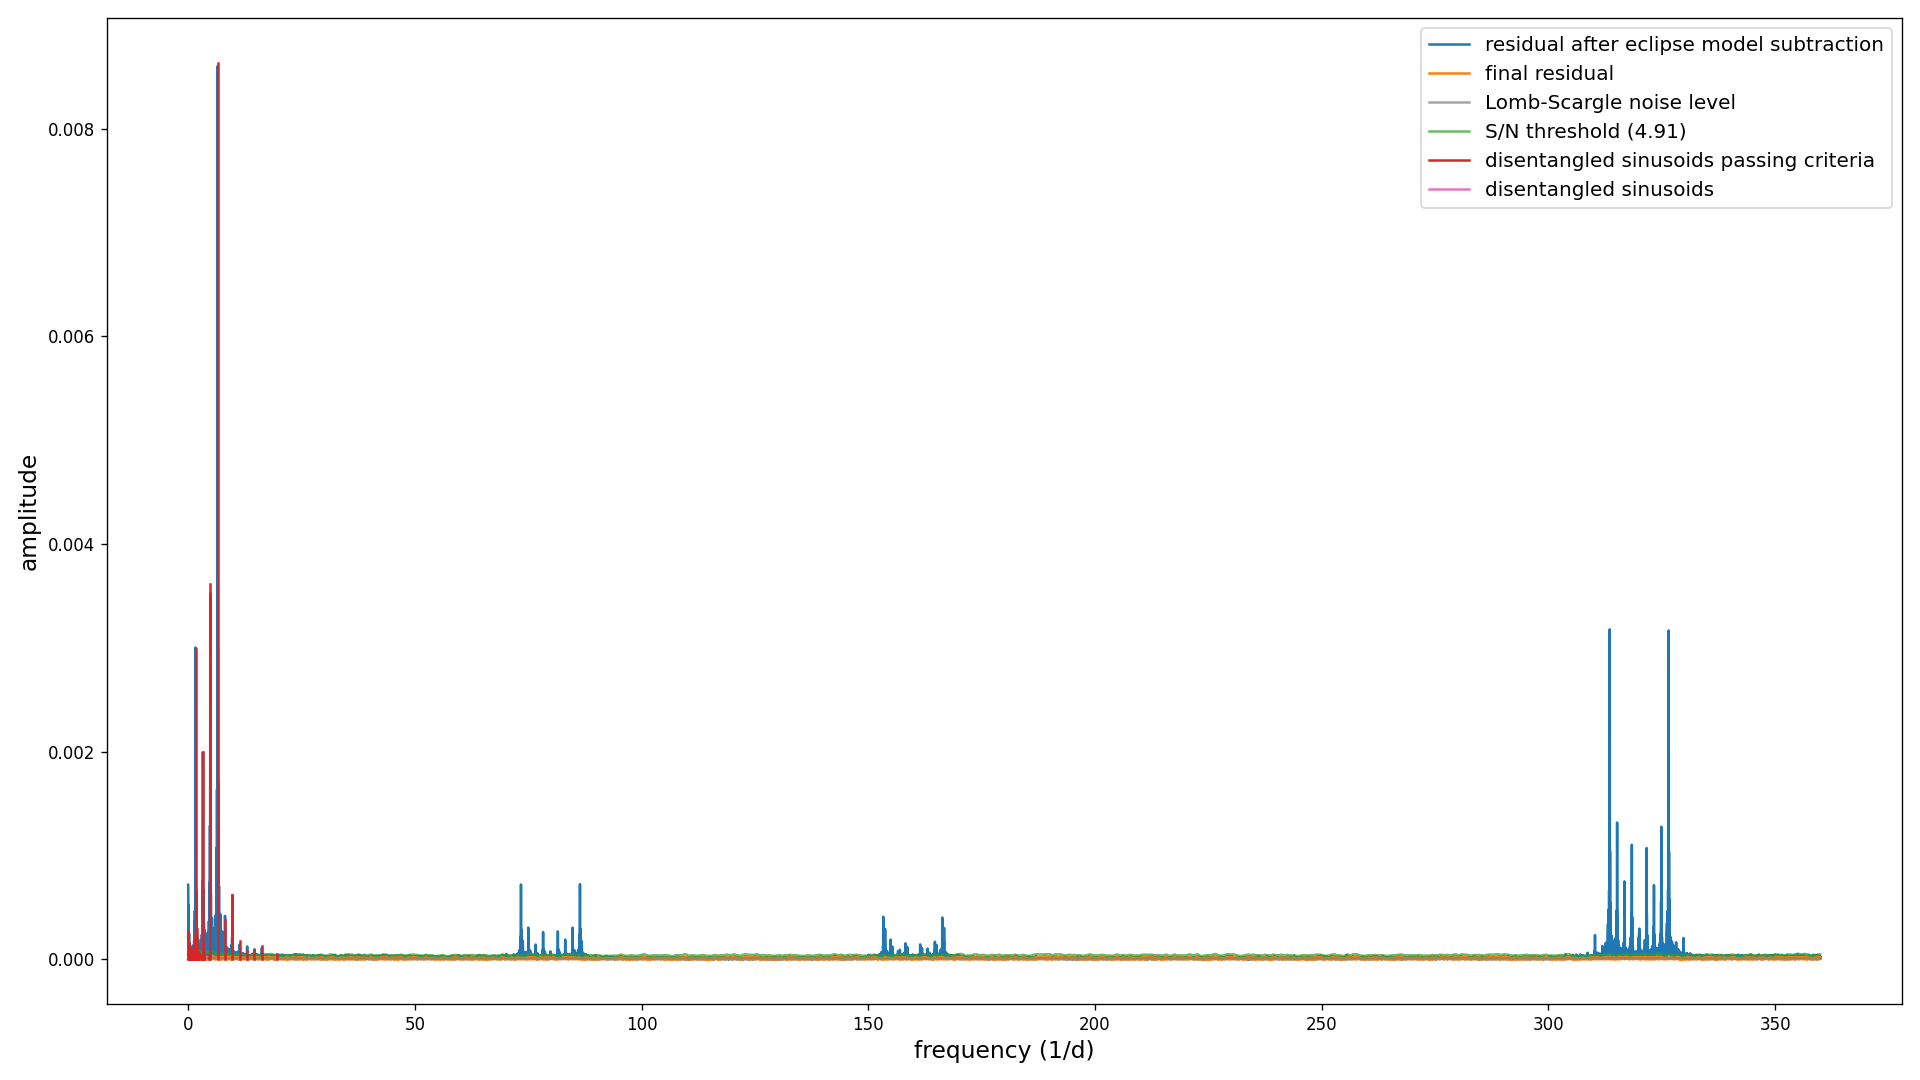 residual after eclipse model subtraction
final residual
Lomb-Scargle noise level
S/N threshold (4.91)
disentangled sinusoids passing criteria
disentangled sinusoids
0.008
0.006
0.004
0.002
0.000
amplitude
0 50 100 150 200 250 300 350
frequency (1/d)